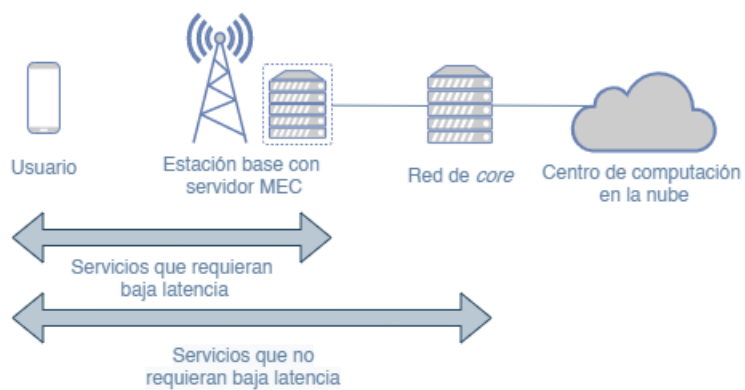 Usuario
Estación base con
servidor MEC
Red de core
Centro de computación
en la nube
Servicios que requieran
baja latencia
Servicios que no
requieran baja latencia